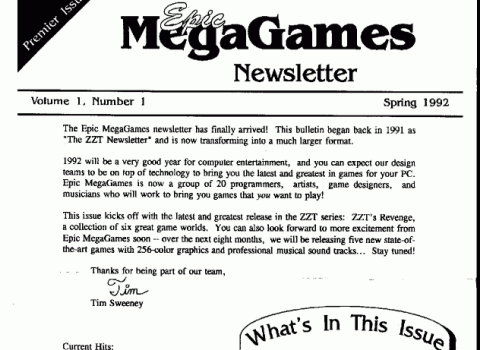 Premier Issue
Epic
MegaGames
Newsletter
Volume 1, Number 1 Spring 1992
The Epic MegaGames newsletter has finally arrived! This bulletin began back in 1991 as
"The ZZT Newsletter" and is now transforming into a much larger format.
1992 will be a very good year for computer entertainment, and you can expect our design
teams to be on top of technology to bring you the latest and greatest in games for your PC.
Epic MegaGames is now a group of 20 programmers, artists, game designers, and
musicians who will work to bring you games that you want to play!
This issue kicks off with the latest and greatest release in the ZZT series: ZZT's Revenge,
a collection of six great game worlds. You can also look forward to more excitement from
Epic MegaGames soon -- over the next eight months, we will be releasing five new state-of-
the-art games with 256-color graphics and professional musical sound tracks... Stay tuned!
Thanks for being part of our team,
Tim
Tim Sweeney
What's In This Issue
Current Hits: